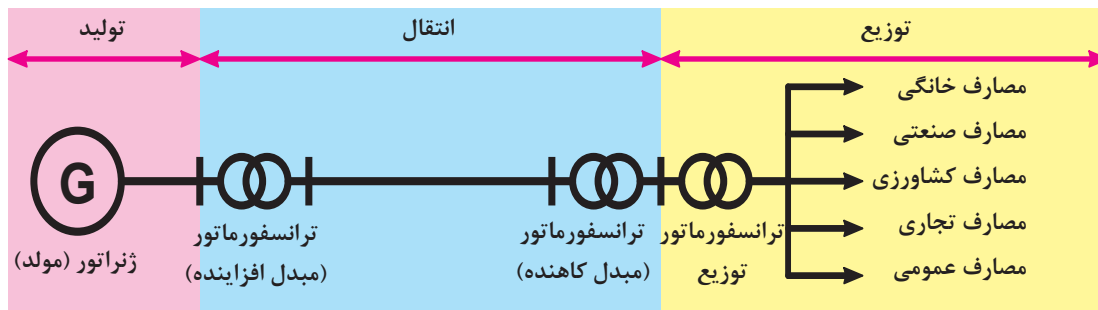 تولید
انتقال
توزیع
G
ژنراتور (مولد)
ترانسفورماتور
(مبدل افزاینده)
ترانسفورماتور
(مبدل کاهنده)
ترانسفورماتور
توزیع
مصارف خانگی
مصارف صنعتی
مصارف کشاورزی
مصارف تجاری
مصارف عمومی